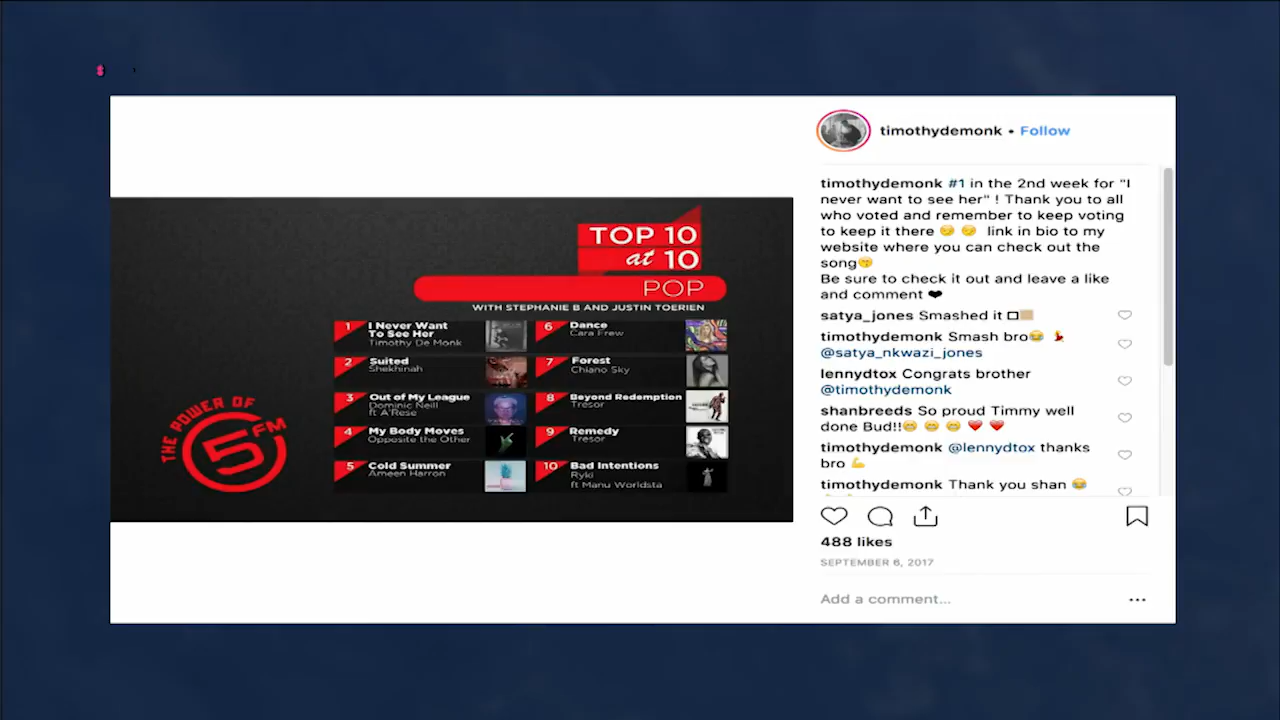 timothydemonk • Follow
timothydemonk #1 in the 2nd week for "I
never want to see her" ! Thank you to all
who voted and remember to keep voting
to keep it there 😏 😏 link in bio to my
website where you can check out the
song😙
Be sure to check it out and leave a like
and comment ❤
satya_jones Smashed it
timothydemonk Smash bro😂
@satya_nkwazi_jones
lennydtox Congrats brother
@timothydemonk
shanbreeds So proud Timmy well
done Bud!!😁 😁 😁 ❤️ ❤️
timothydemonk @lennydtox thanks
bro 💪
timothydemonk Thank you shan 😂
488 likes
SEPTEMBER 6, 2017
Add a comment...
TOP 10
at 10
POP
WITH STEPHANIE B AND JUSTIN TOERIEN
1 I Never Want
To See Her
Timothy De Monk
2 Suited
Shekhinah
3 Out of My League
Dominic Neill
ft A'Rese
4 My Body Moves
Opposite the Other
5 Cold Summer
Ameen Harron
6 Dance
Cara Frew
7 Forest
Chiano Sky
8 Beyond Redemption
Tresor
9 Remedy
Tresor
10 Bad Intentions
Ryki
ft Manu Worldsta
THE POWER OF
5FM